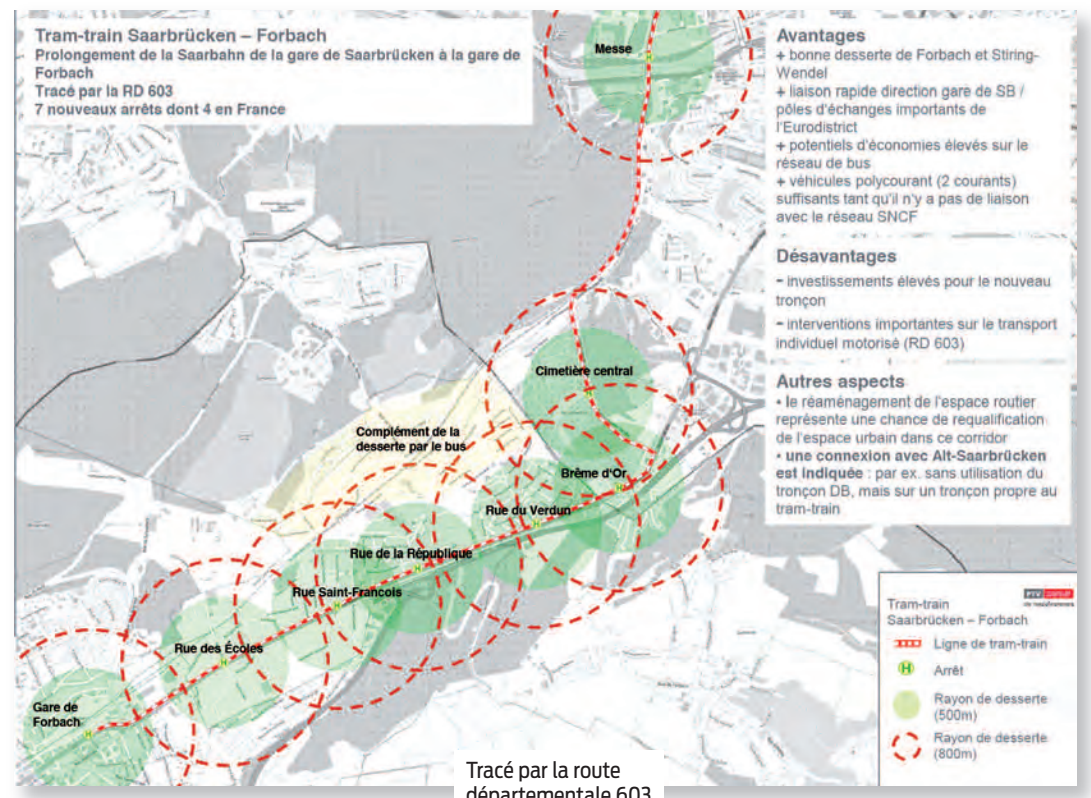 Tram-train Saarbrücken – Forbach
Prolongement de la Saarbahn de la gare de Saarbrücken à la gare de
Forbach
Tracé par la RD 603
7 nouveaux arrêts dont 4 en France
Messe
Avantages
+ bonne desserte de Forbach et Stiring-
Wendel
+ liaison rapide direction gare de SB /
pôles d'échanges importants de
l'Eurodistrict
+ potentiels d'économies élevés sur le
réseau de bus
+ véhicules polycourant (2 courants)
suffisants tant qu'il n'y a pas de liaison
avec le réseau SNCF
Désavantages
- investissements élevés pour le nouveau
tronçon
- interventions importantes sur le transport
individuel motorisé (RD 603)
Autres aspects
• le réaménagement de l'espace routier
représente une chance de requalification
de l'espace urbain dans ce corridor
• une connexion avec Alt-Saarbrücken
est indiquée : par ex. sans utilisation du
tronçon DB, mais sur un tronçon propre au
tram-train
Cimetière central
Complément de la
desserte par le bus
Brême d'Or
Rue du Verdun
Rue de la République
Rue Saint-Francois
Rue des Écoles
Gare de
Forbach
PTV GROUP
Tram-train
Saarbrücken – Forbach
Ligne de tram-train
H Arrêt
Rayon de desserte
(500m)
Rayon de desserte
(800m)
Tracé par la route
départementale 603